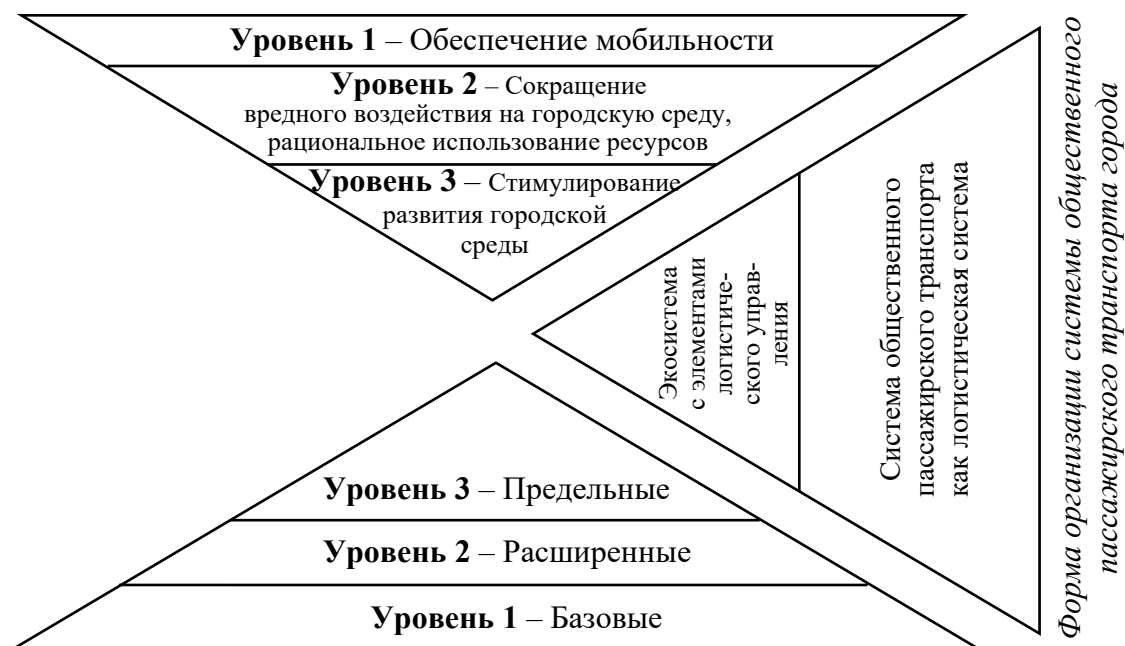 Уровень 1 – Обеспечение мобильности
Уровень 2 – Сокращение
вредного воздействия на городскую среду,
рациональное использование ресурсов
Уровень 3 – Стимулирование
развития городской
среды
Экосистема
с элементами
логистиче-
ского управ-
ления
Система общественного
пассажирского транспорта
как логистическая система
Форма организации системы общественного
пассажирского транспорта города
Уровень 3 – Предельные
Уровень 2 – Расширенные
Уровень 1 – Базовые